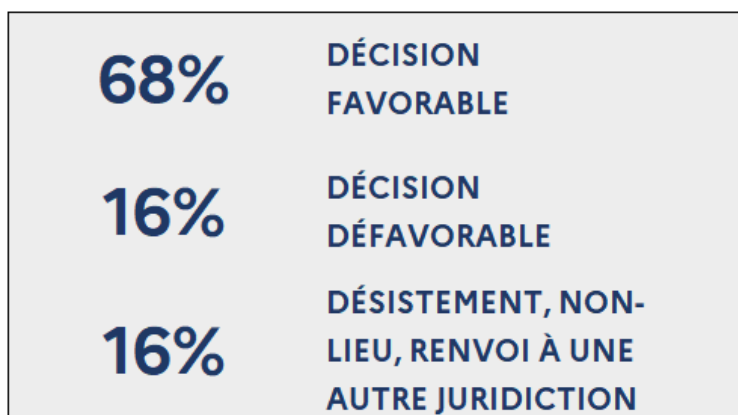 68%
DÉCISION
FAVORABLE
16%
DÉCISION
DÉFAVORABLE
16%
DÉSISTEMENT, NON-
LIEU, RENVOI À UNE
AUTRE JURIDICTION